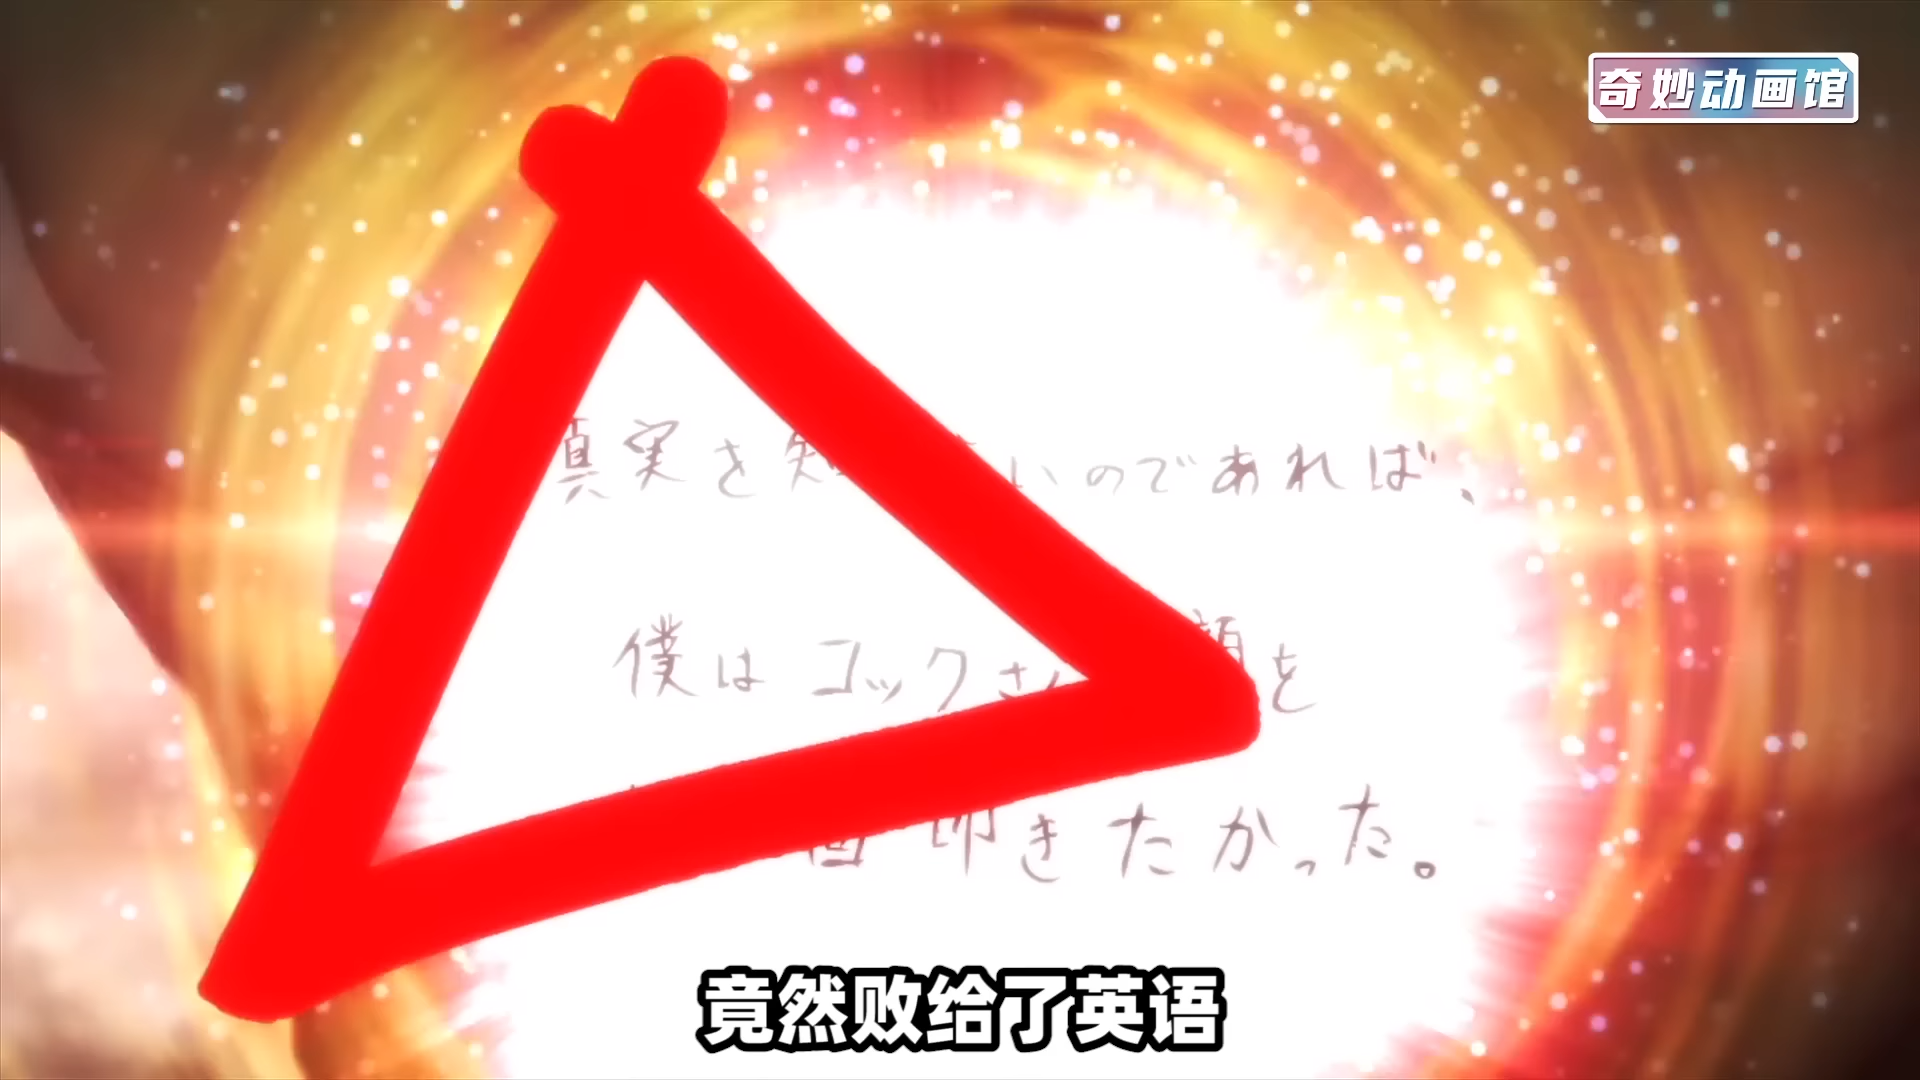 奇妙动画馆
真実を知 いのであれば、
僕はコックさ を
叩きたかった。
竟然败给了英语